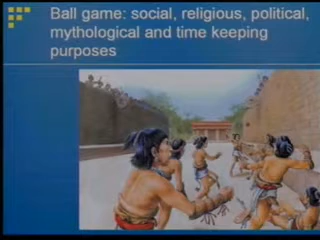 Ball game: social, religious, political,
mythological and time keeping
purposes